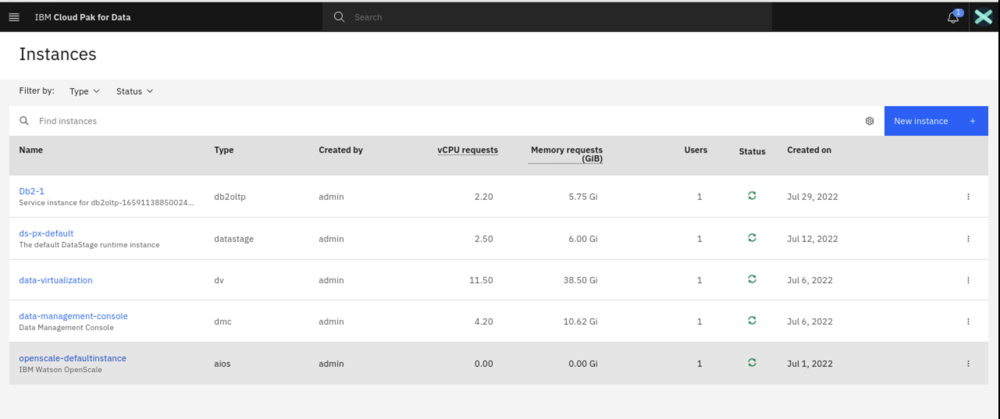 IBM Cloud Pak for Data
Search
1
Instances
Filter by: Type Status
Find instances
New instance +
Name Type Created by vCPU requests Memory requests (GiB) Users Status Created on
Db2-1
Service instance for db2oltp-16591138850024...
db2oltp admin 2.20 5.75 Gi 1 Jul 29, 2022
ds-px-default
The default DataStage runtime instance
datastage admin 2.50 6.00 Gi 1 Jul 12, 2022
data-virtualization dv admin 11.50 38.50 Gi 1 Jul 6, 2022
data-management-console
Data Management Console
dmc admin 4.20 10.62 Gi 1 Jul 6, 2022
openscale-defaultinstance
IBM Watson OpenScale
aios admin 0.00 0.00 Gi 1 Jul 1, 2022